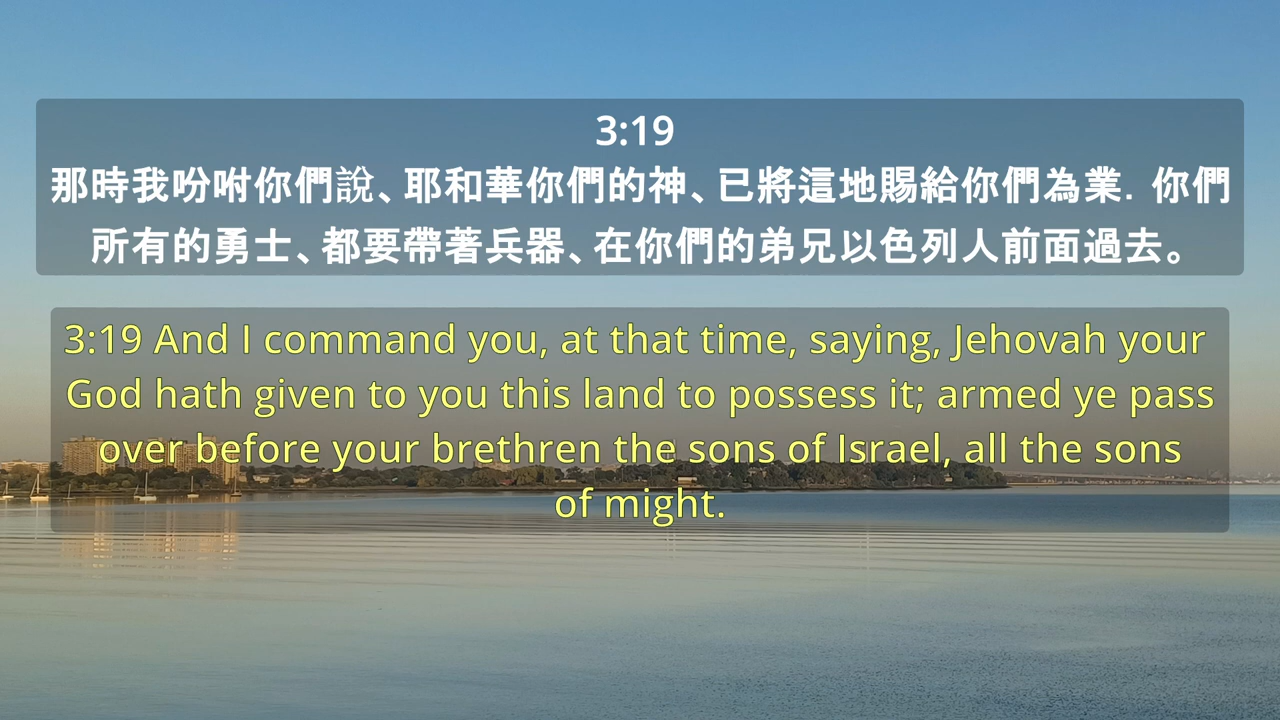 3:19
那時我吩咐你們說、耶和華你們的神、已將這地賜給你們為業．你們
所有的勇士、都要帶著兵器、在你們的弟兄以色列人前面過去。
3:19 And I command you, at that time, saying, Jehovah your
God hath given to you this land to possess it; armed ye pass
over before your brethren the sons of Israel, all the sons
of might.